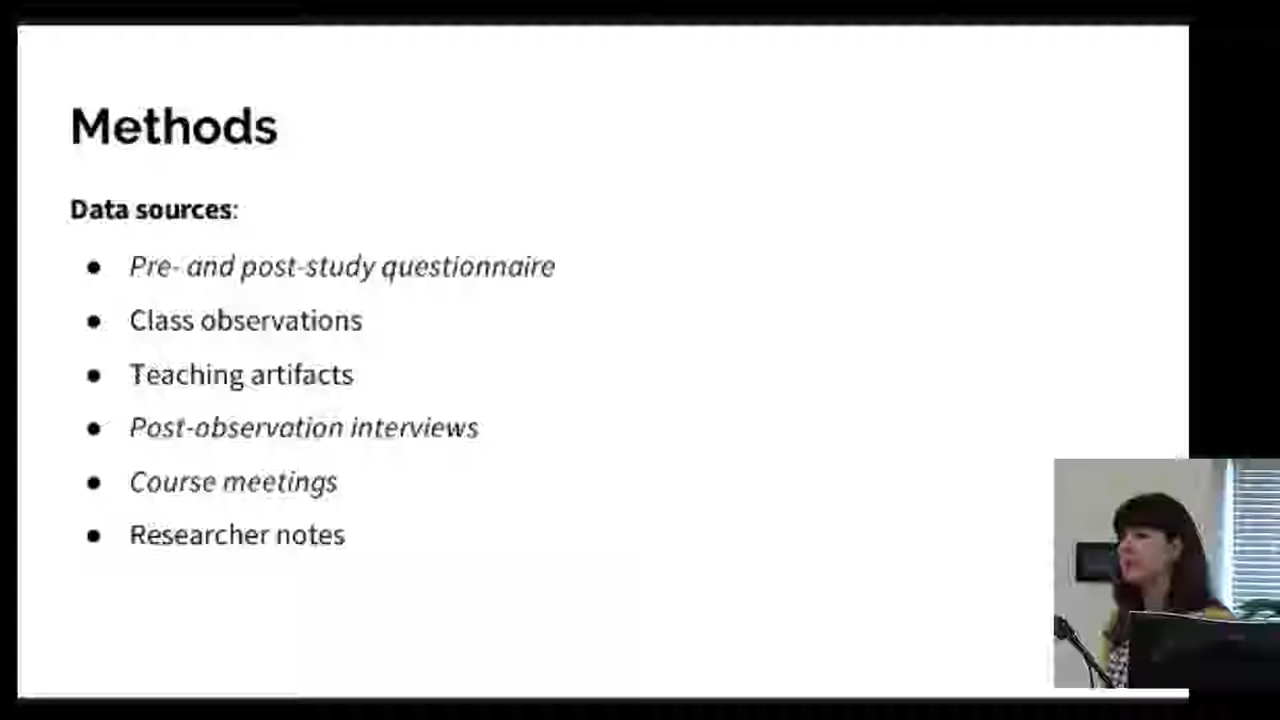 Methods
Data sources:
● Pre- and post-study questionnaire
● Class observations
● Teaching artifacts
● Post-observation interviews
● Course meetings
● Researcher notes